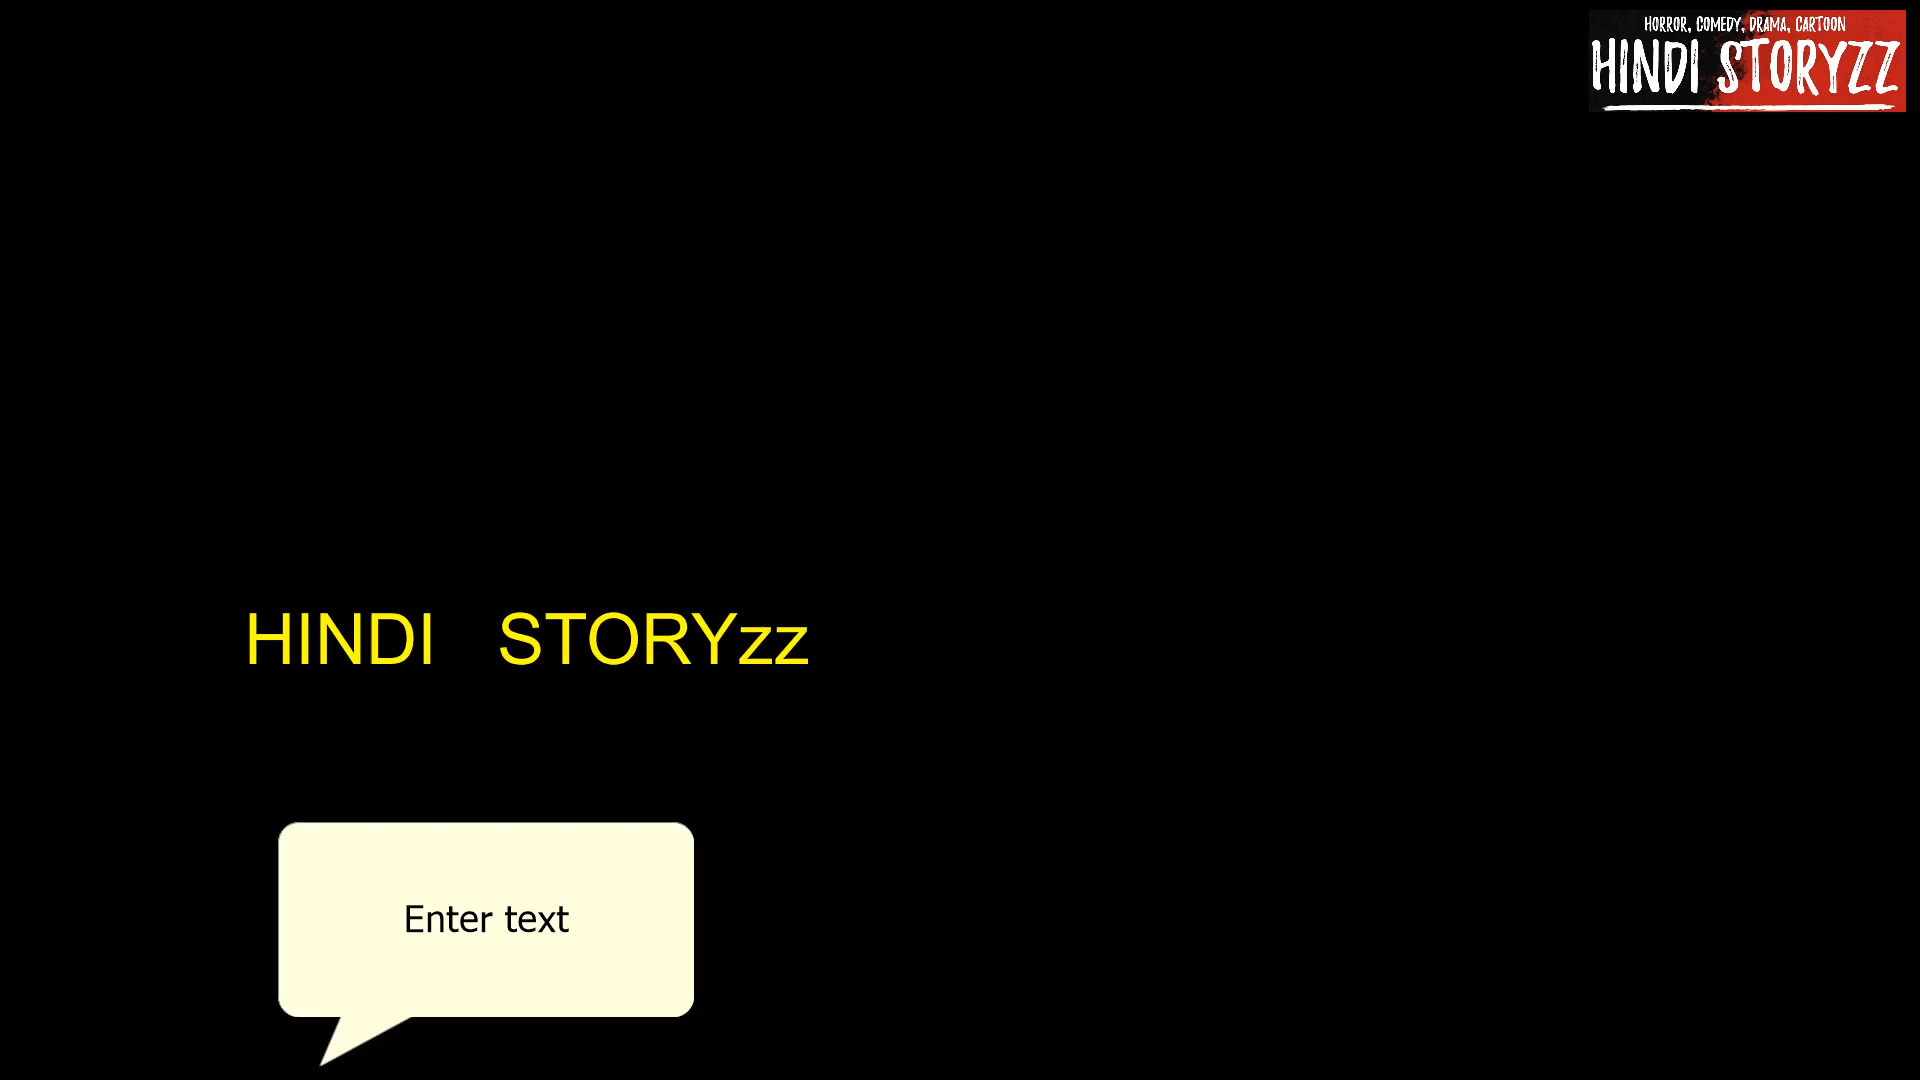 HORROR, COMEDY, DRAMA, CARTOON
HINDI STORYZZ
HINDI STORYzz
Enter text